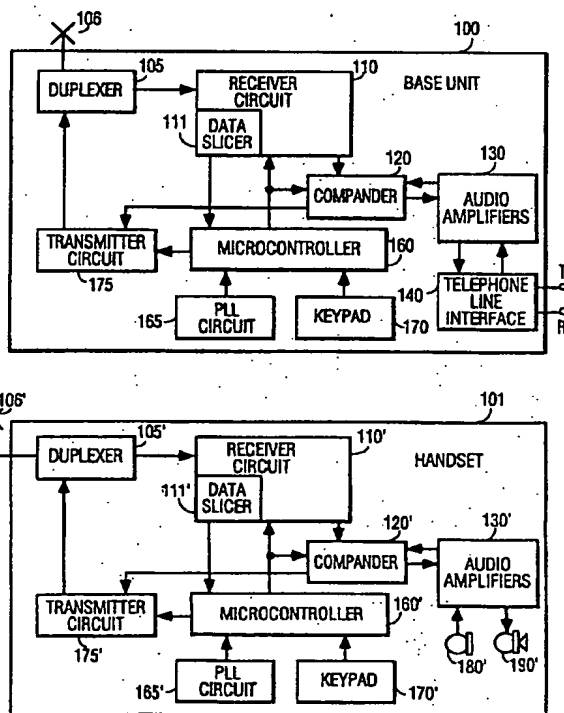 106
100
105
110
DUPLEXER
RECEIVER
CIRCUIT
BASE UNIT
111
DATA
SLICER
120
130
COMPANDER
AUDIO
AMPLIFIERS
TRANSMITTER
CIRCUIT
MICROCONTROLLER
160
175
140
TELEPHONE
LINE
INTERFACE
T
R
165
PLL
CIRCUIT
KEYPAD
170
106'
101
105'
110'
DUPLEXER
RECEIVER
CIRCUIT
HANDSET
111'
DATA
SLICER
120'
130'
COMPANDER
AUDIO
AMPLIFIERS
TRANSMITTER
CIRCUIT
MICROCONTROLLER
160'
175'
180'
190'
165'
PLL
CIRCUIT
KEYPAD
170'